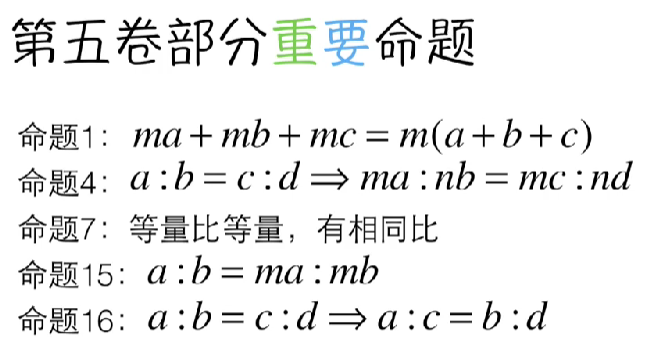 第五卷部分重要命题
命题1：ma+mb+mc=m(a+b+c)
命题4：a:b=c:d⇒ma:nb=mc:nd
命题7：等量比等量，有相同比
命题15：a:b=ma:mb
命题16：a:b=c:d⇒a:c=b:d